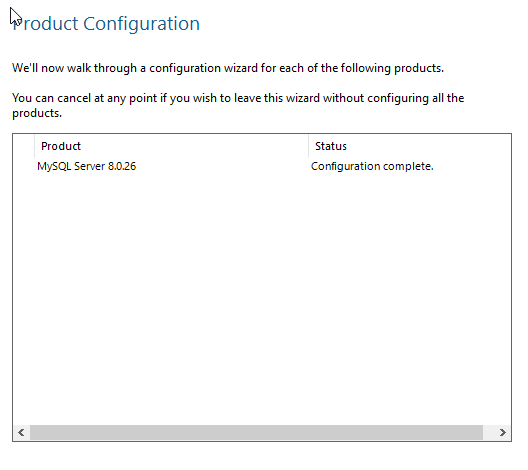 Product Configuration
We'll now walk through a configuration wizard for each of the following products.
You can cancel at any point if you wish to leave this wizard without configuring all the
products.
Product Status
MySQL Server 8.0.26 Configuration complete.